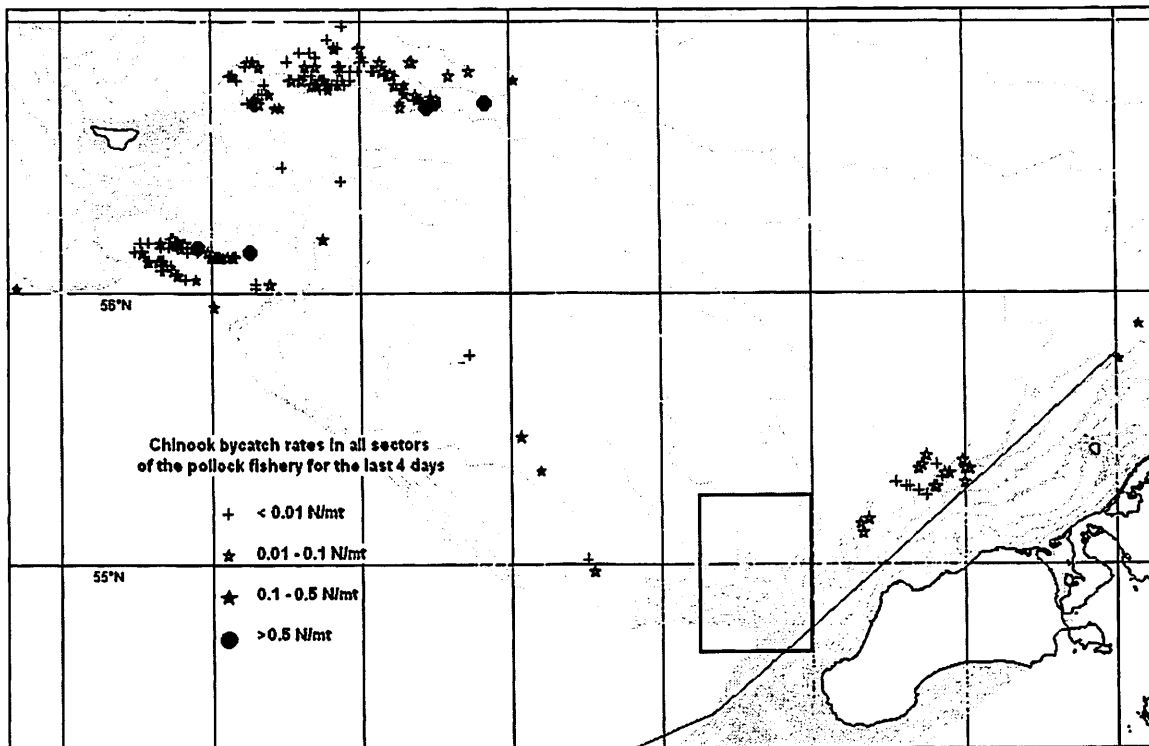 56°N
Chinook bycatch rates in all sectors
of the pollock fishery for the last 4 days
< 0.01 N/mt
0.01 - 0.1 N/mt
55°N
0.1 - 0.5 N/mt
>0.5 N/mt